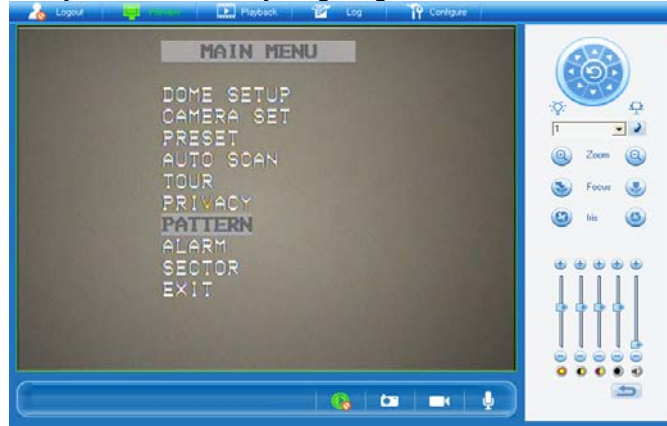 Logout Preview Playback Log Configure
MAIN MENU
DOME SETUP
CAMERA SET
PRESET
AUTO SCAN
TOUR
PRIVACY
PATTERN
ALARM
SECTOR
EXIT
1
Zoom
Focus
Iris